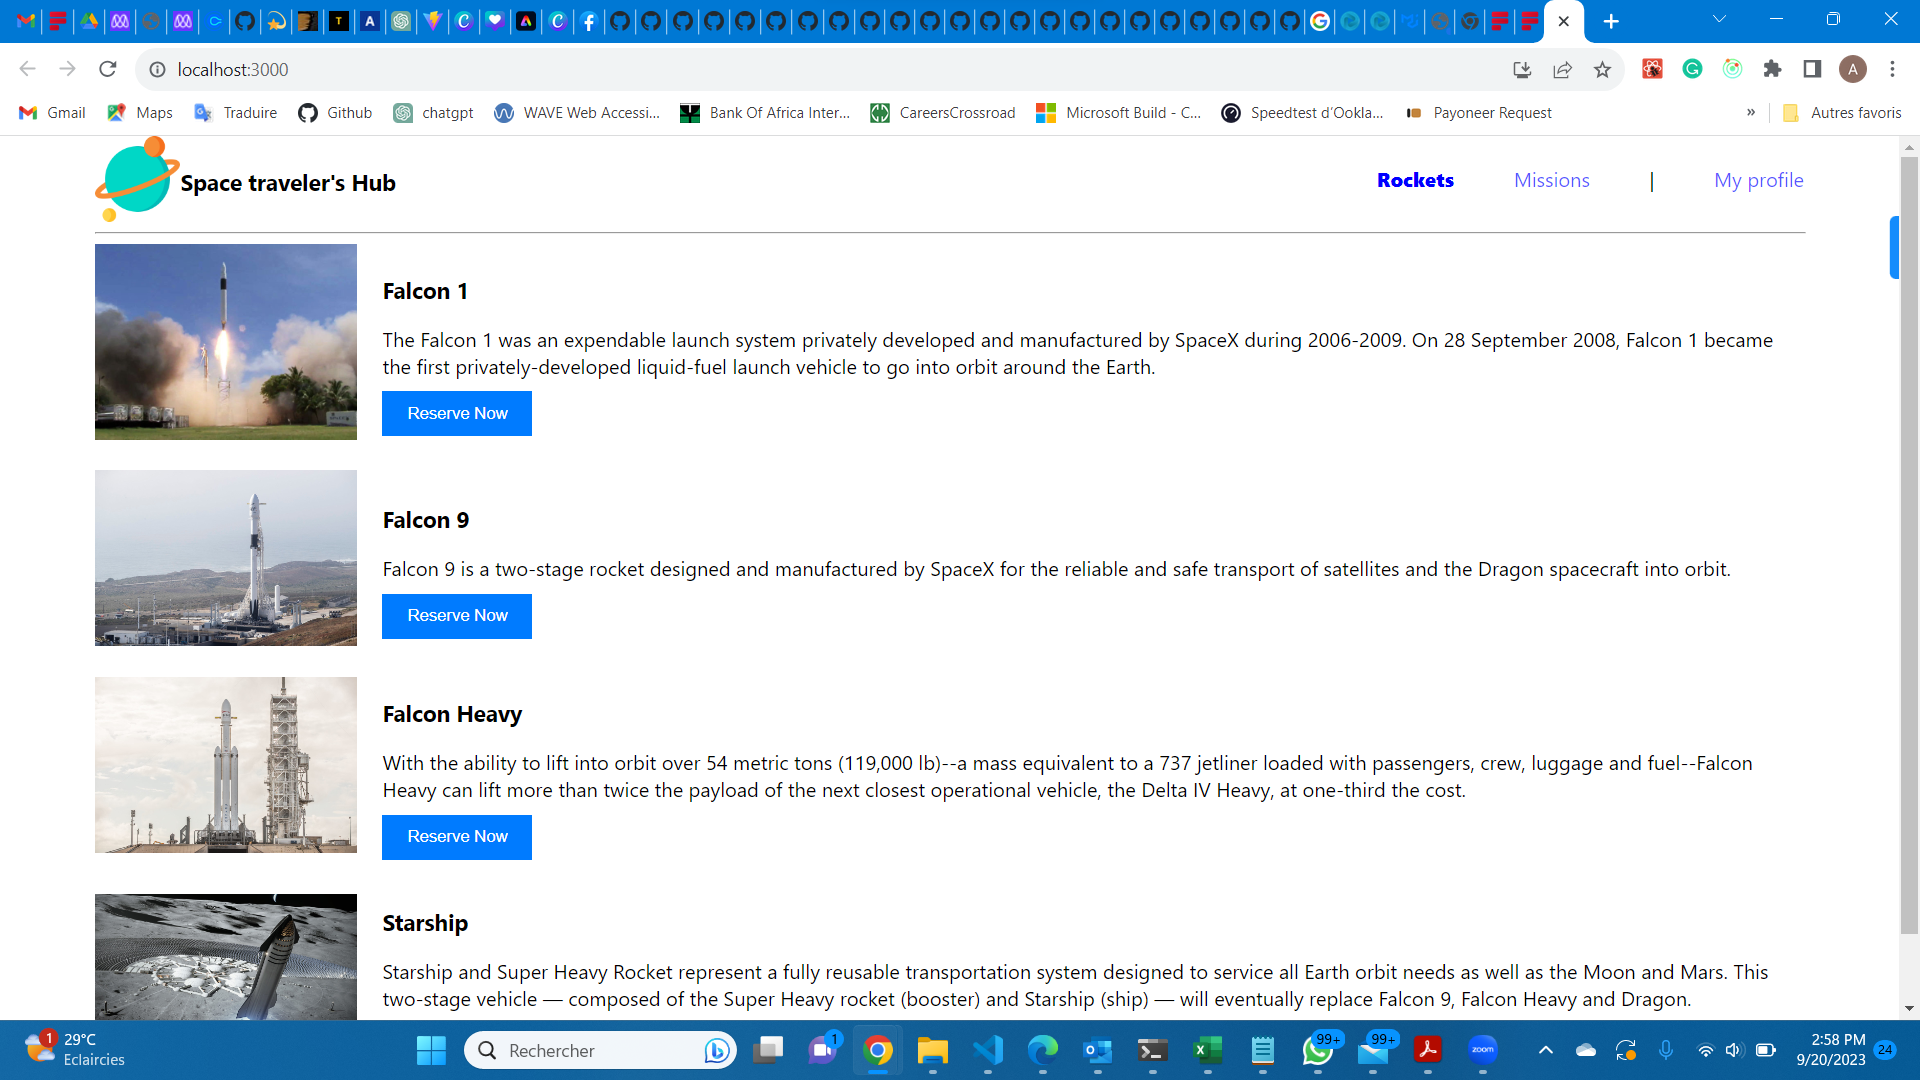 localhost:3000
A
Gmail
Maps
Traduire
Github
chatgpt
WAVE Web Accessi...
Bank Of Africa Inter...
CareersCrossroad
Microsoft Build - C...
Speedtest d'Ookla...
Payoneer Request
»
Autres favoris
Space traveler's Hub
Rockets
Missions
|
My profile
Falcon 1
The Falcon 1 was an expendable launch system privately developed and manufactured by SpaceX during 2006-2009. On 28 September 2008, Falcon 1 became
the first privately-developed liquid-fuel launch vehicle to go into orbit around the Earth.
Reserve Now
Falcon 9
Falcon 9 is a two-stage rocket designed and manufactured by SpaceX for the reliable and safe transport of satellites and the Dragon spacecraft into orbit.
Reserve Now
Falcon Heavy
With the ability to lift into orbit over 54 metric tons (119,000 lb)--a mass equivalent to a 737 jetliner loaded with passengers, crew, luggage and fuel--Falcon
Heavy can lift more than twice the payload of the next closest operational vehicle, the Delta IV Heavy, at one-third the cost.
Reserve Now
Starship
Starship and Super Heavy Rocket represent a fully reusable transportation system designed to service all Earth orbit needs as well as the Moon and Mars. This
two-stage vehicle — composed of the Super Heavy rocket (booster) and Starship (ship) — will eventually replace Falcon 9, Falcon Heavy and Dragon.
1
29°C
Eclaircies
Rechercher
1
99+
99+
zoom
2:58 PM
9/20/2023
24